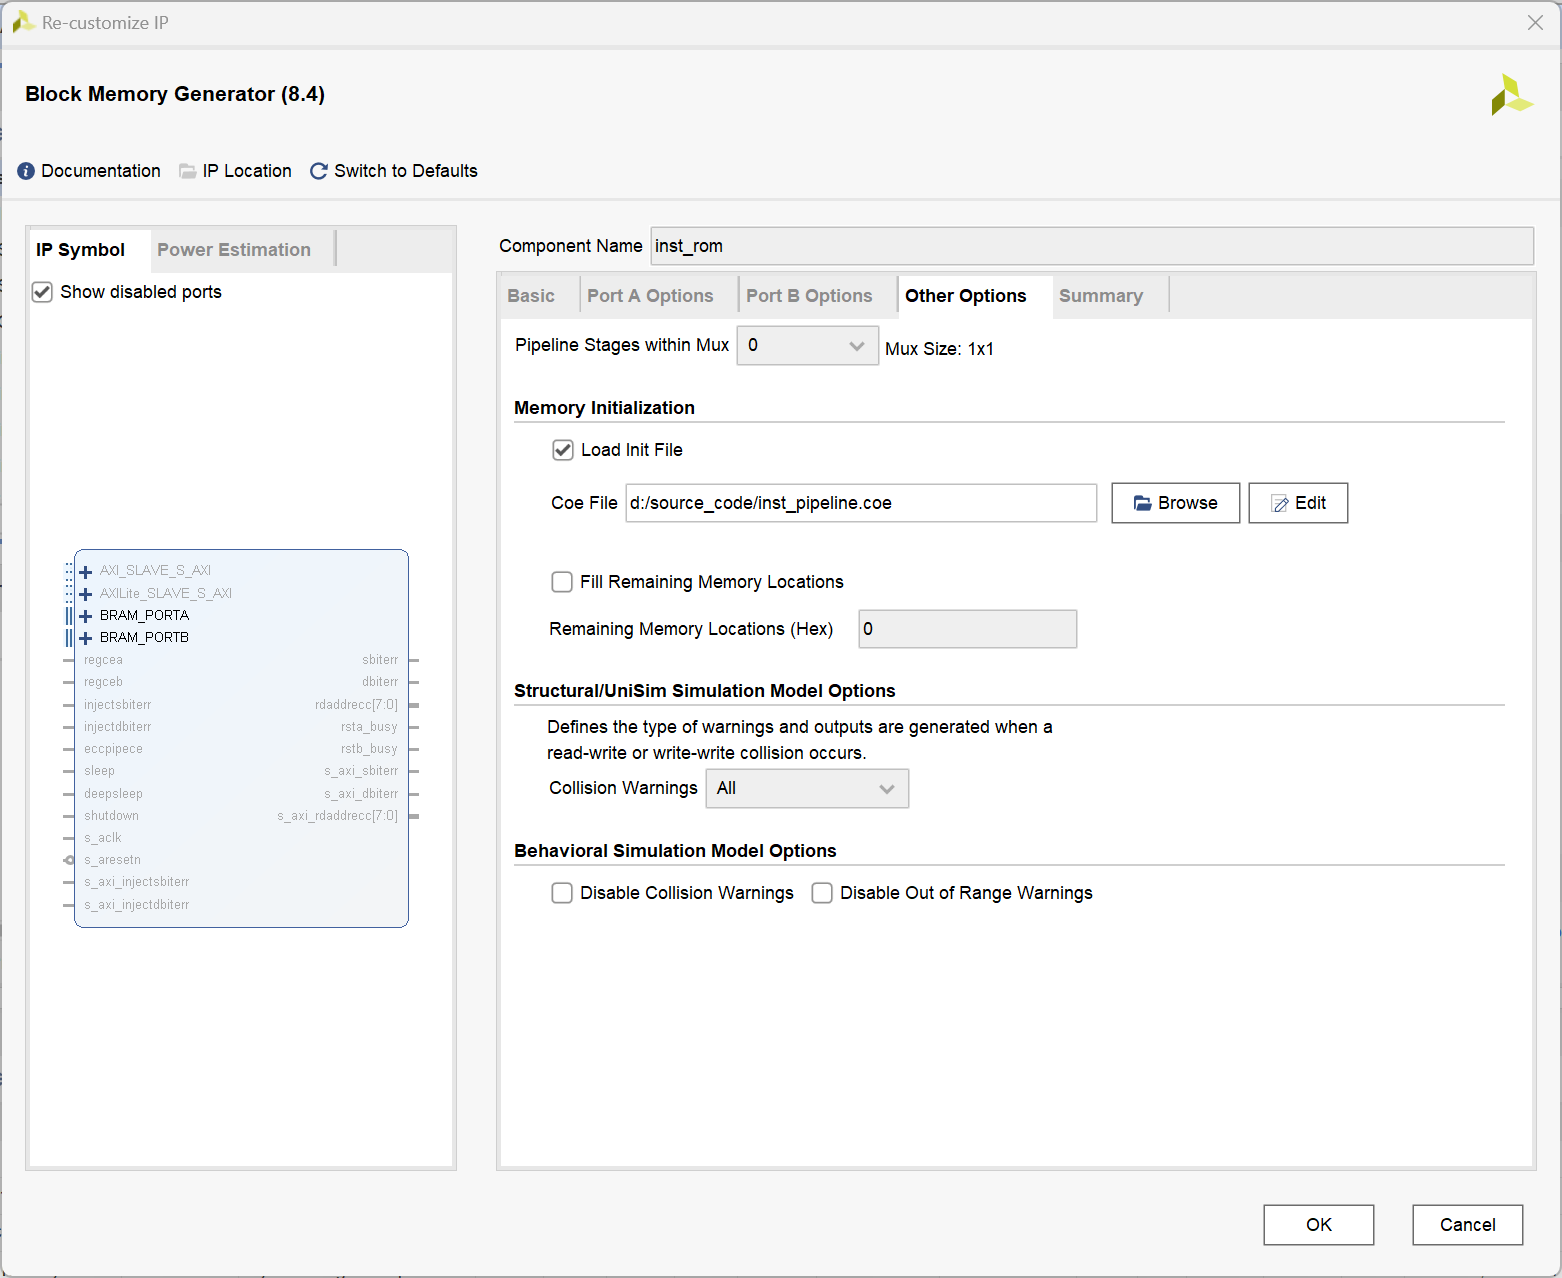 Re-customize IP
Block Memory Generator (8.4)
Documentation IP Location Switch to Defaults
IP Symbol Power Estimation
Show disabled ports
AXI_SLAVE_S_AXI
AXILite_SLAVE_S_AXI
BRAM_PORTA
BRAM_PORTB
regcea sbiterr
regceb dbiterr
injectsbiterr rdaddrecc[7:0]
injectdbiterr rsta_busy
eccpipece rstb_busy
sleep s_axi_sbiterr
deepsleep s_axi_dbiterr
shutdown s_axi_rdaddrecc[7:0]
s_aclk
s_aresetn
s_axi_injectsbiterr
s_axi_injectdbiterr
Component Name inst_rom
Basic Port A Options Port B Options Other Options Summary
Pipeline Stages within Mux 0 Mux Size: 1x1
Memory Initialization
Load Init File
Coe File d:/source_code/inst_pipeline.coe Browse Edit
Fill Remaining Memory Locations
Remaining Memory Locations (Hex) 0
Structural/UniSim Simulation Model Options
Defines the type of warnings and outputs are generated when a
read-write or write-write collision occurs.
Collision Warnings All
Behavioral Simulation Model Options
Disable Collision Warnings Disable Out of Range Warnings
OK Cancel